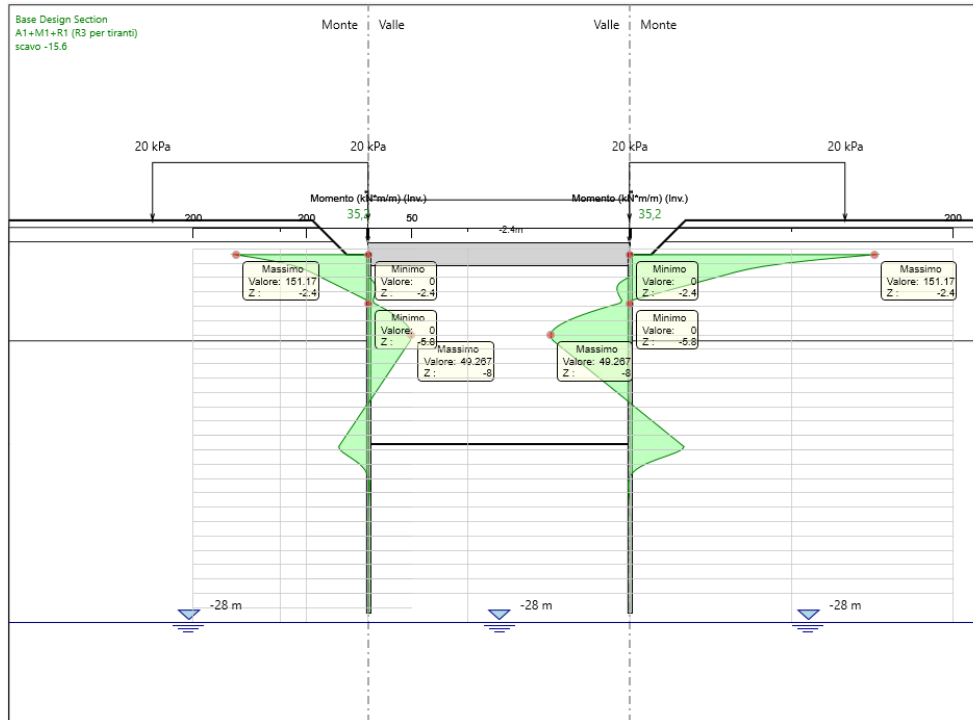 Base Design Section
A1+M1+R1 (R3 per tiranti)
scavo -15.6
Monte Valle
Valle Monte
20 kPa
20 kPa
20 kPa
20 kPa
Momento (kN*m/m) (Inv.)
Momento (kN*m/m) (Inv.)
35,2
35,2
200
200
50
200
-2.4m
Massimo
Valore: 151.17
Z : -2.4
Minimo
Valore: 0
Z : -2.4
Minimo
Valore: 0
Z : -2.4
Massimo
Valore: 151.17
Z : -2.4
Minimo
Valore: 0
Z : -5.8
Minimo
Valore: 0
Z : -5.8
Massimo
Valore: 49.267
Z : -8
Massimo
Valore: 49.267
Z : -8
-28 m
-28 m
-28 m